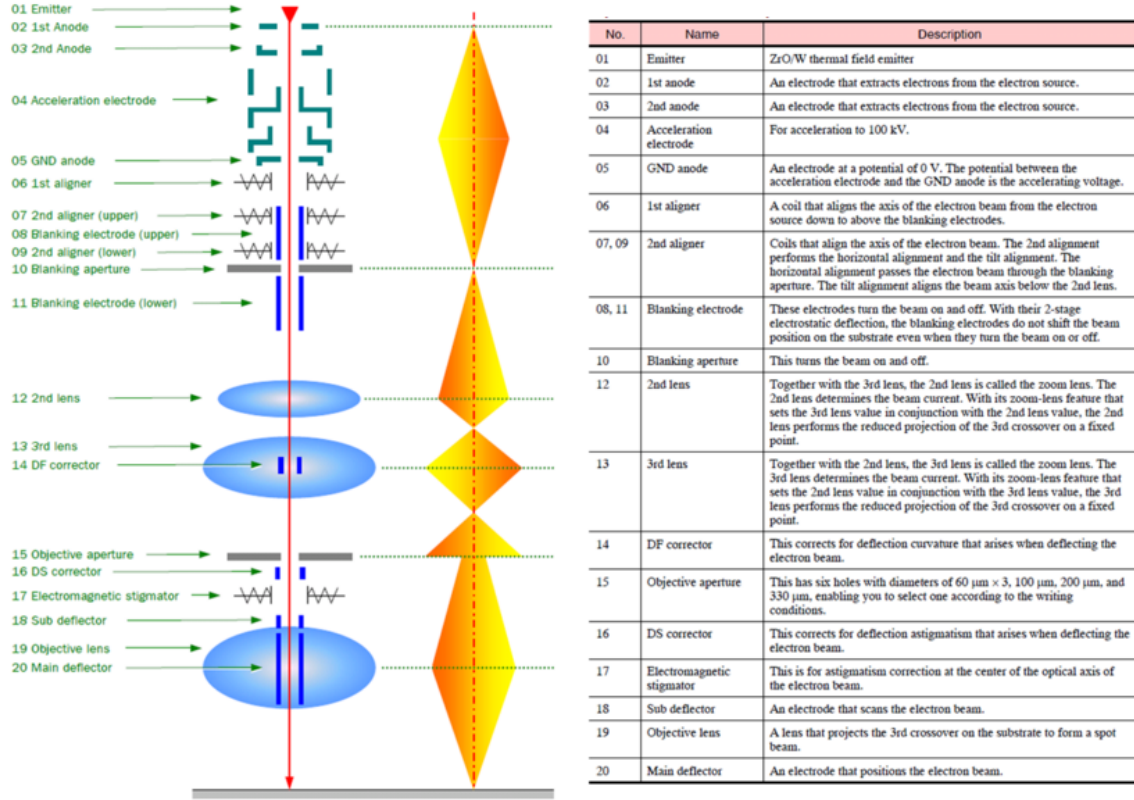 01 Emitter
02 1st Anode
03 2nd Anode
04 Acceleration electrode
05 GND anode
06 1st aligner
07 2nd aligner (upper)
08 Blanking electrode (upper)
09 2nd aligner (lower)
10 Blanking aperture
11 Blanking electrode (lower)
12 2nd lens
13 3rd lens
14 DF corrector
15 Objective aperture
16 DS corrector
17 Electromagnetic stigmator
18 Sub deflector
19 Objective lens
20 Main deflector
No. Name Description
01 Emitter ZrO/W thermal field emitter
02 1st anode An electrode that extracts electrons from the electron source.
03 2nd anode An electrode that extracts electrons from the electron source.
04 Acceleration For acceleration to 100 kV.
electrode
05 GND anode An electrode at a potential of 0 V. The potential between the
acceleration electrode and the GND anode is the accelerating voltage.
06 1st aligner A coil that aligns the axis of the electron beam from the electron
source down to above the blanking electrodes.
07, 09 2nd aligner Coils that align the axis of the electron beam. The 2nd alignment
performs the horizontal alignment and the tilt alignment. The
horizontal alignment passes the electron beam through the blanking
aperture. The tilt alignment aligns the beam axis below the 2nd lens.
08, 11 Blanking electrode These electrodes turn the beam on and off. With their 2-stage
electrostatic deflection, the blanking electrodes do not shift the beam
position on the substrate even when they turn the beam on or off.
10 Blanking aperture This turns the beam on and off.
12 2nd lens Together with the 3rd lens, the 2nd lens is called the zoom lens. The
2nd lens determines the beam current. With its zoom-lens feature that
sets the 3rd lens value in conjunction with the 2nd lens value, the 2nd
lens performs the reduced projection of the 3rd crossover on a fixed
point.
13 3rd lens Together with the 2nd lens, the 3rd lens is called the zoom lens. The
3rd lens determines the beam current. With its zoom-lens feature that
sets the 2nd lens value in conjunction with the 3rd lens value, the 3rd
lens performs the reduced projection of the 3rd crossover on a fixed
point.
14 DF corrector This corrects for deflection curvature that arises when deflecting the
electron beam.
15 Objective aperture This has six holes with diameters of 60 μm × 3, 100 μm, 200 μm, and
330 μm, enabling you to select one according to the writing
conditions.
16 DS corrector This corrects for deflection astigmatism that arises when deflecting the
electron beam.
17 Electromagnetic This is for astigmatism correction at the center of the optical axis of
stigmator the electron beam.
18 Sub deflector An electrode that scans the electron beam.
19 Objective lens A lens that projects the 3rd crossover on the substrate to form a spot
beam.
20 Main deflector An electrode that positions the electron beam.